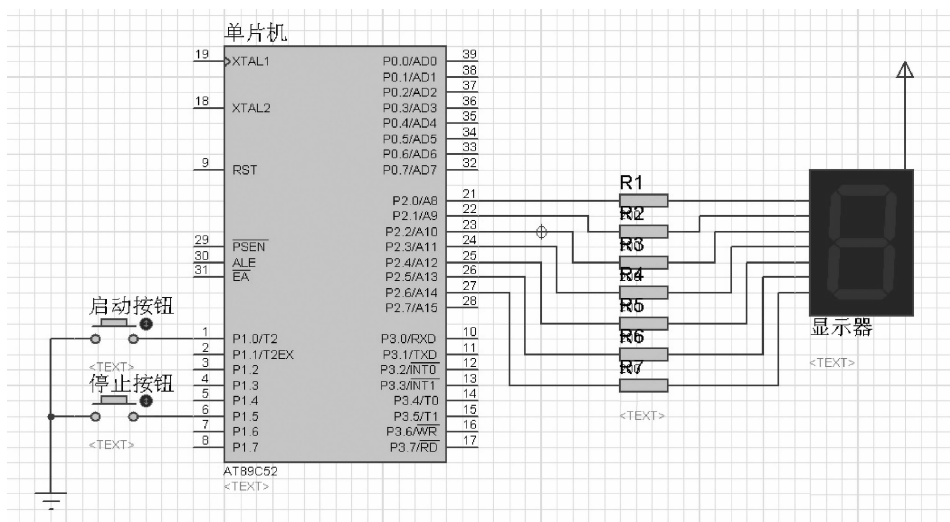 单片机
19 XTAL1
18 XTAL2
9 RST
29 PSEN
30 ALE
31 EA
1 P1.0/T2
2 P1.1/T2EX
3 P1.2
4 P1.3
5 P1.4
6 P1.5
7 P1.6
8 P1.7
P0.0/AD0 39
P0.1/AD1 38
P0.2/AD2 37
P0.3/AD3 36
P0.4/AD4 35
P0.5/AD5 34
P0.6/AD6 33
P0.7/AD7 32
P2.0/A8 21
P2.1/A9 22
P2.2/A10 23
P2.3/A11 24
P2.4/A12 25
P2.5/A13 26
P2.6/A14 27
P2.7/A15 28
P3.0/RXD 10
P3.1/TXD 11
P3.2/INT0 12
P3.3/INT1 13
P3.4/T0 14
P3.5/T1 15
P3.6/WR 16
P3.7/RD 17
AT89C52
<TEXT>
启动按钮
<TEXT>
停止按钮
<TEXT>
R1
R2
R3
R4
R5
R6
R7
<TEXT>
显示器
<TEXT>